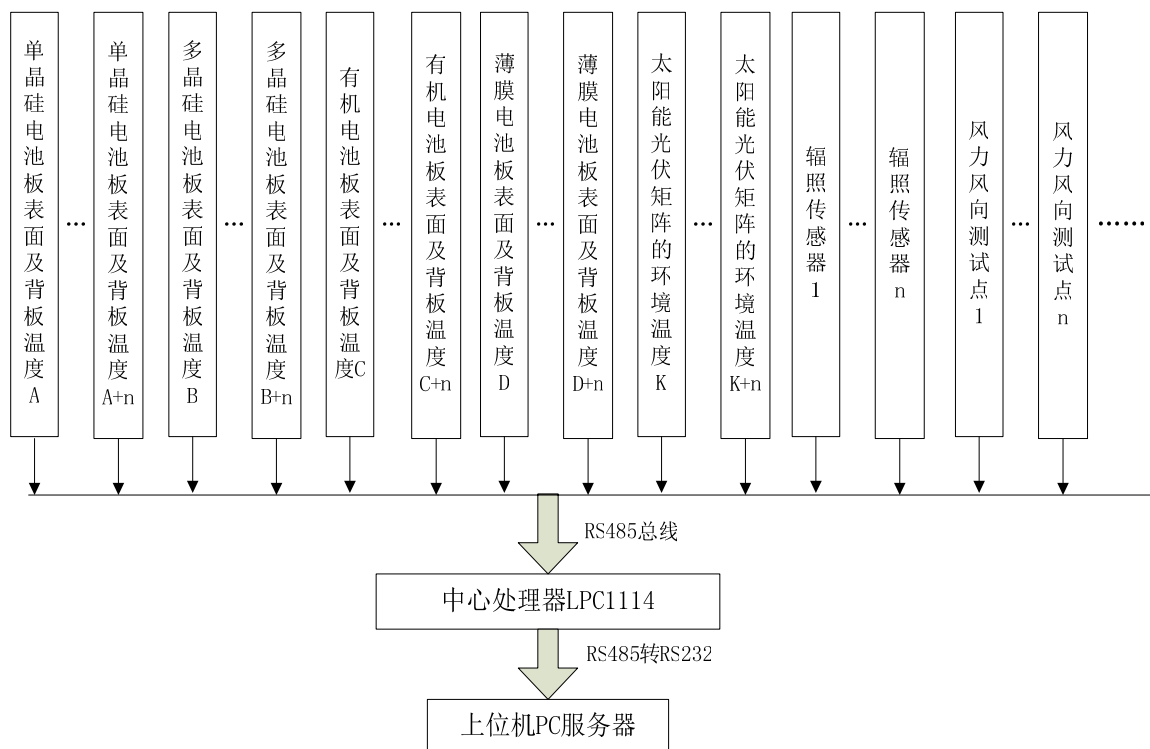 单晶硅电池板表面及背板温度A
...
单晶硅电池板表面及背板温度A+n
多晶硅电池板表面及背板温度B
...
多晶硅电池板表面及背板温度B+n
有机电池板表面及背板温度C
...
有机电池板表面及背板温度C+n
薄膜电池板表面及背板温度D
...
薄膜电池板表面及背板温度D+n
太阳能光伏矩阵的环境温度K
...
太阳能光伏矩阵的环境温度K+n
辐照传感器1
...
辐照传感器n
风力风向测试点1
...
风力风向测试点n
......
RS485总线
中心处理器LPC1114
RS485转RS232
上位机PC服务器